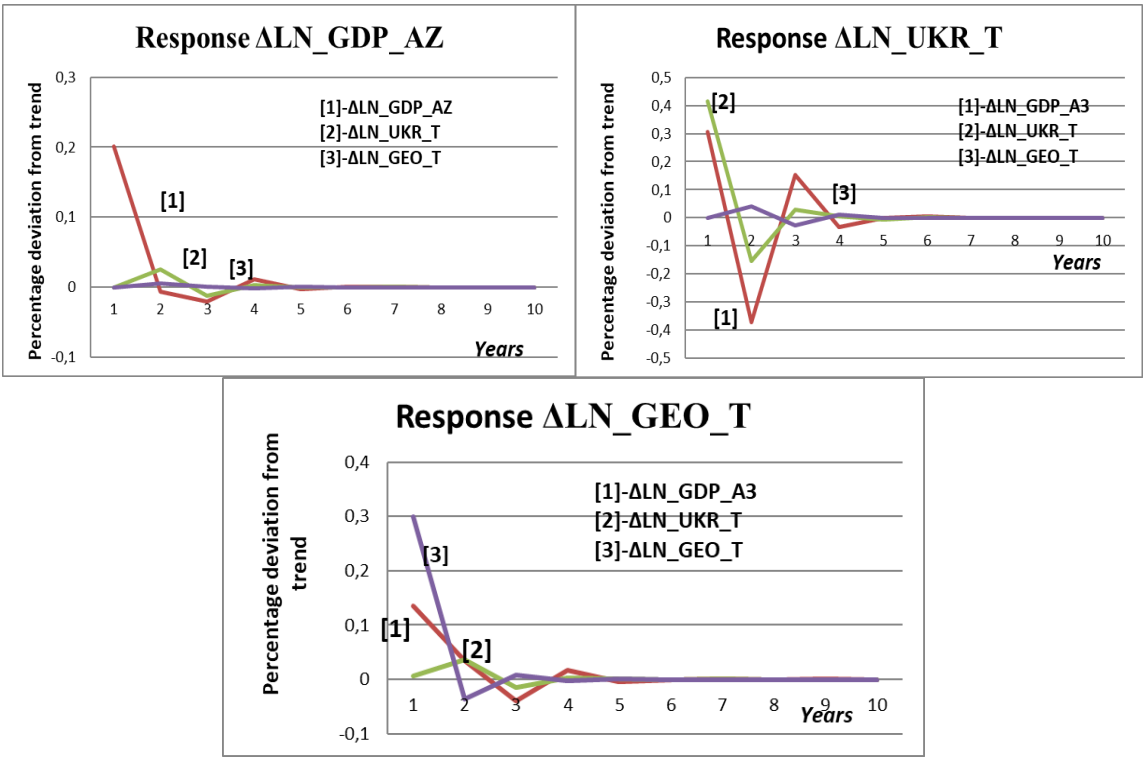 Response ΔLN_GDP_AZ
Percentage deviation from trend
0,3
0,2
0,1
0
-0,1
[1]-ΔLN_GDP_AZ
[2]-ΔLN_UKR_T
[3]-ΔLN_GEO_T
[1]
[2]
[3]
1 2 3 4 5 6 7 8 9 10
Years
Response ΔLN_UKR_T
Percentage deviation from trend
0,5
0,4
0,3
0,2
0,1
0
-0,1
-0,2
-0,3
-0,4
-0,5
[2]
[1]-ΔLN_GDP_A3
[2]-ΔLN_UKR_T
[3]-ΔLN_GEO_T
[3]
1 2 3 4 5 6 7 8 9 10
Years
[1]
Response ΔLN_GEO_T
Percentage deviation from
trend
0,4
0,3
0,2
0,1
0
-0,1
[1]-ΔLN_GDP_A3
[2]-ΔLN_UKR_T
[3]-ΔLN_GEO_T
[3]
[1]
[2]
1 2 3 4 5 6 7 8 9 10
Years